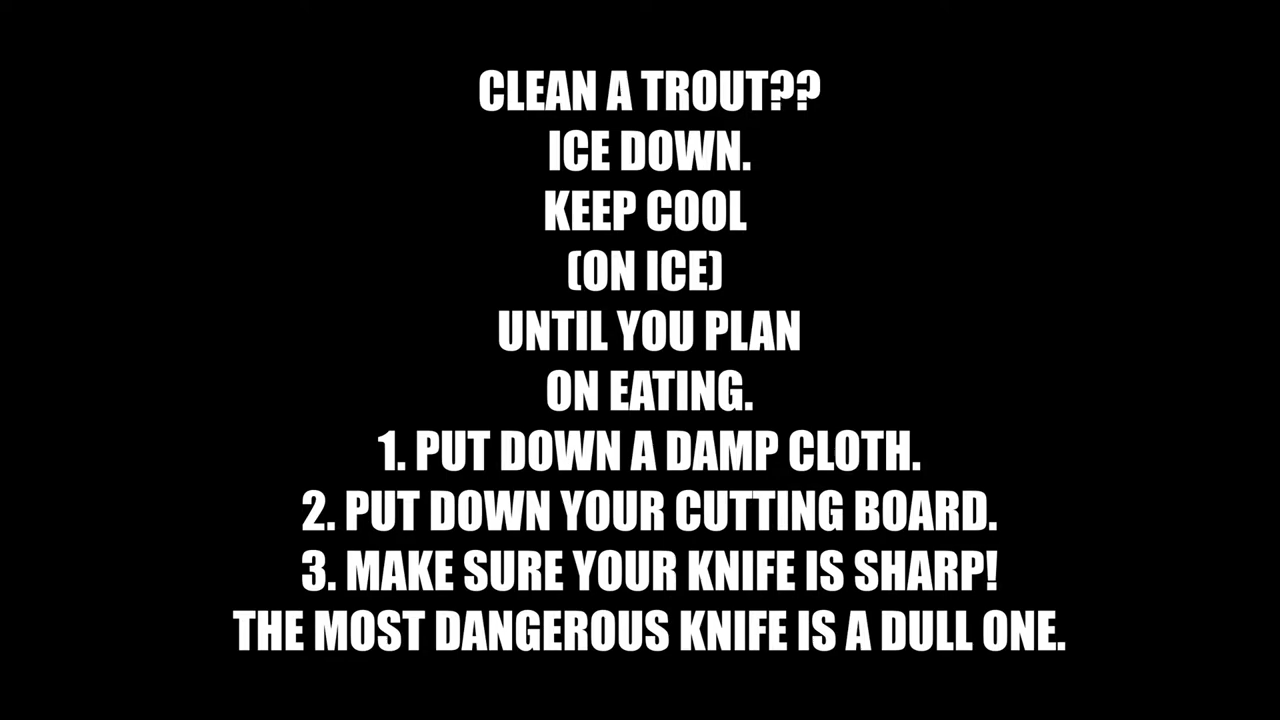 CLEAN A TROUT??
ICE DOWN.
KEEP COOL
(ON ICE)
UNTIL YOU PLAN
ON EATING.
1. PUT DOWN A DAMP CLOTH.
2. PUT DOWN YOUR CUTTING BOARD.
3. MAKE SURE YOUR KNIFE IS SHARP!
THE MOST DANGEROUS KNIFE IS A DULL ONE.